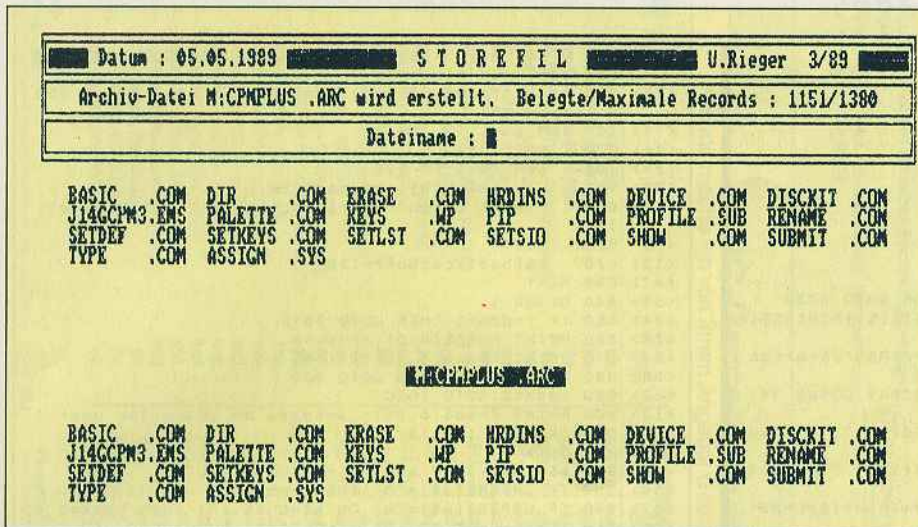 Datum : 05.05.1989 S T O R E F I L U.Rieger 3/89
Archiv-Datei M:CPMPLUS .ARC wird erstellt. Belegte/Maximale Records : 1151/1380
Dateiname :
BASIC .COM DIR .COM ERASE .COM HRDINS .COM DEVICE .COM DISCKIT .COM
J14GCPM3.EMS PALETTE .COM KEYS .WP PIP .COM PROFILE .SUB RENAME .COM
SETDEF .COM SETKEYS .COM SETLST .COM SETSIO .COM SHOW .COM SUBMIT .COM
TYPE .COM ASSIGN .SYS
M:CPMPLUS .ARC
BASIC .COM DIR .COM ERASE .COM HRDINS .COM DEVICE .COM DISCKIT .COM
J14GCPM3.EMS PALETTE .COM KEYS .WP PIP .COM PROFILE .SUB RENAME .COM
SETDEF .COM SETKEYS .COM SETLST .COM SETSIO .COM SHOW .COM SUBMIT .COM
TYPE .COM ASSIGN .SYS